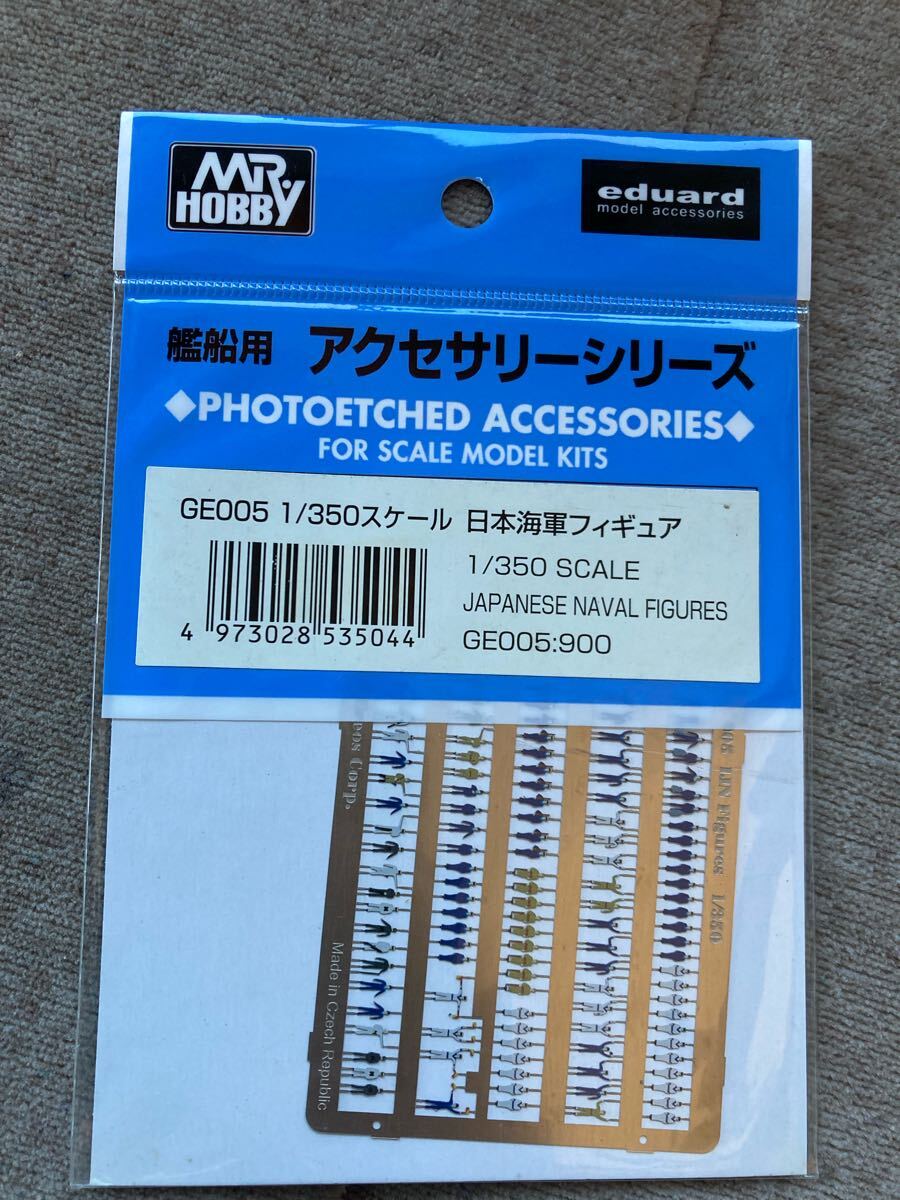 MR.
HOBBY
eduard
model accessories
艦船用 アクセサリーシリーズ
◆PHOTOETCHED ACCESSORIES◆
FOR SCALE MODEL KITS
GE005 1/350スケール 日本海軍フィギュア
1/350 SCALE
JAPANESE NAVAL FIGURES
GE005:900
4 973028 535044
Corp.
Made in Czech Republic
IJN Figures 1/350